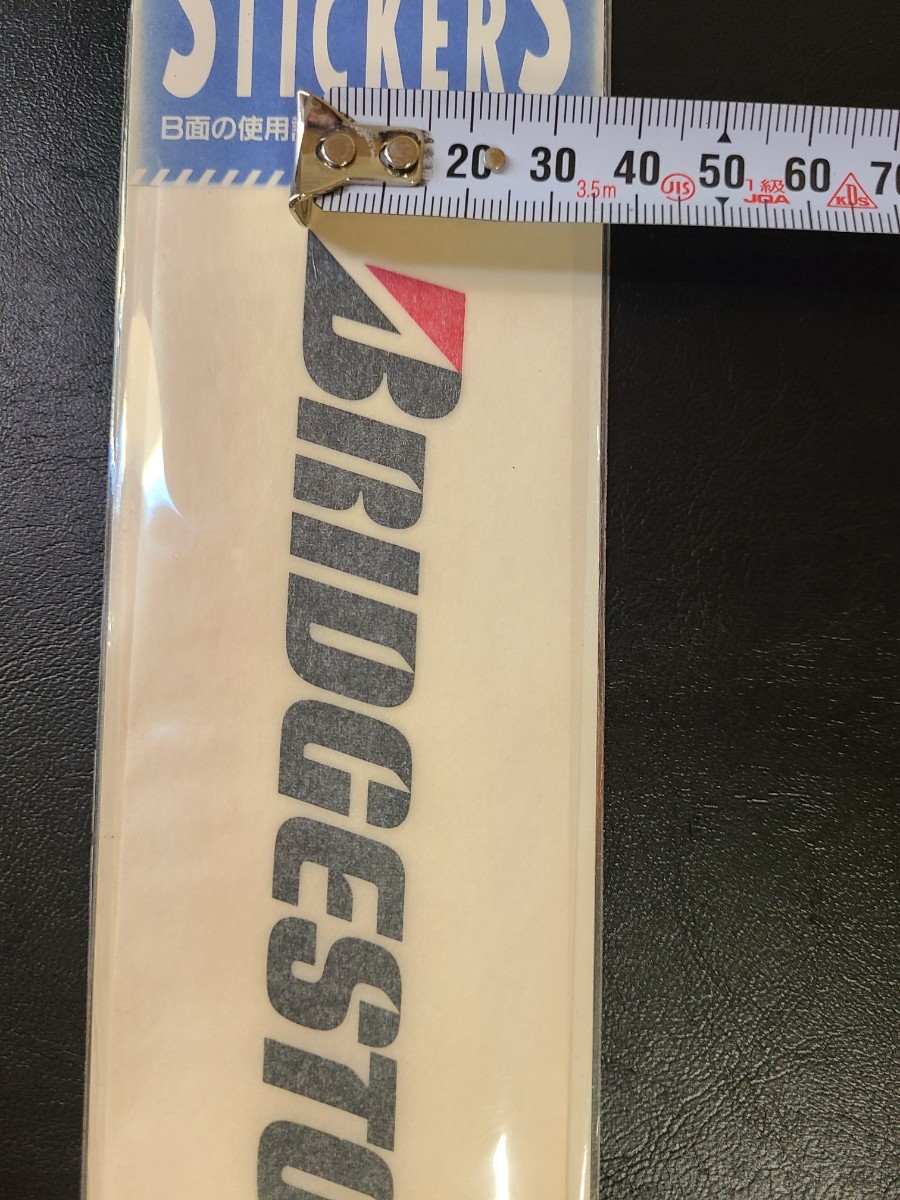 STICKERS
B面の使用
20 30 40 50 60 70
3.5m JIS 1級 JQA KDS
BRIDGESTO